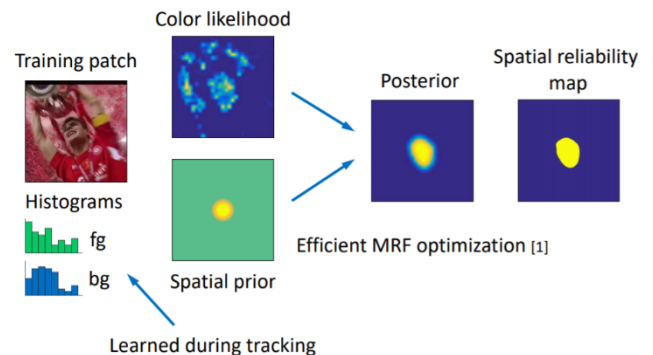 Color likelihood
Training patch
Spatial reliability
map
Posterior
Histograms
fg
bg
Spatial prior
Efficient MRF optimization [1]
Learned during tracking